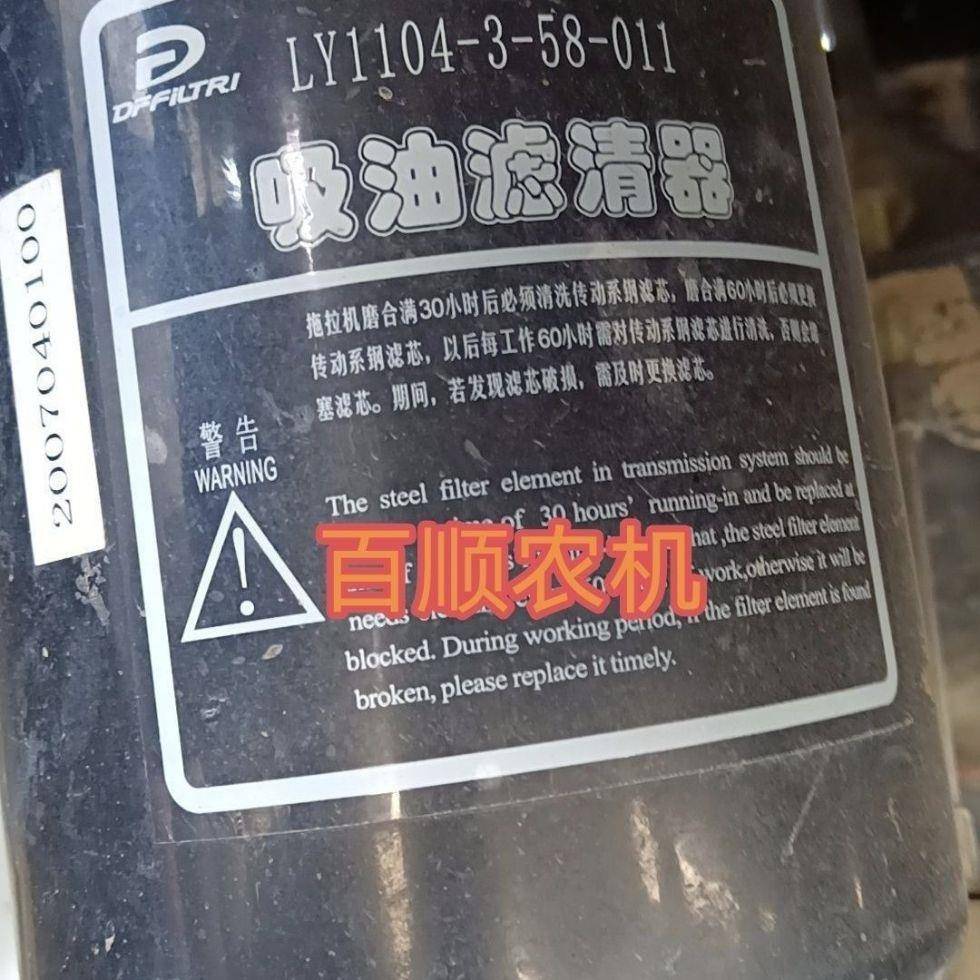 DFFILTRI
LY1104-3-58-011
吸油滤清器
2007040100
拖拉机磨合满30小时后必须清洗传动系钢滤芯，磨合满60小时后必须更换
传动系钢滤芯，以后每工作60小时需对传动系钢滤芯进行清洗，否则会堵
塞滤芯。期间，若发现滤芯破损，需及时更换滤芯。
警告
WARNING
The steel filter element in transmission system should be
of 30 hours' running-in and be replaced at
hat ,the steel filter element
百顺农机
work,otherwise it will be
blocked. During working period, the filter element is found
broken, please replace it timely.